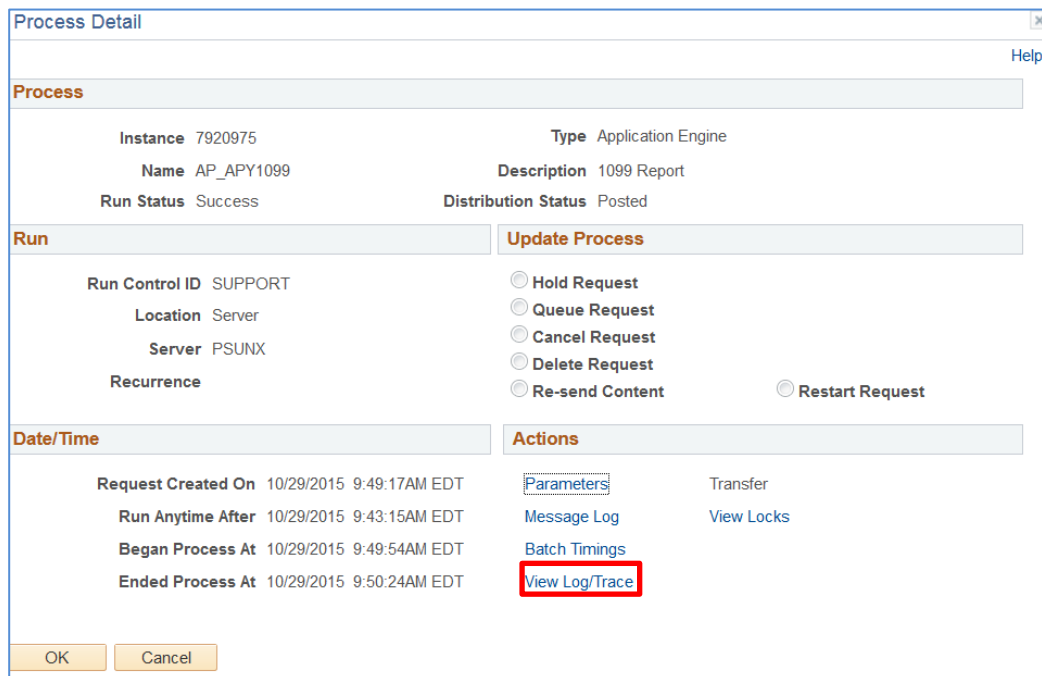 Process Detail
Help
Process
Instance 7920975 Type Application Engine
Name AP_APY1099 Description 1099 Report
Run Status Success Distribution Status Posted
Run
Run Control ID SUPPORT
Location Server
Server PSUNX
Recurrence
Update Process
Hold Request
Queue Request
Cancel Request
Delete Request
Re-send Content Restart Request
Date/Time
Request Created On 10/29/2015 9:49:17AM EDT
Run Anytime After 10/29/2015 9:43:15AM EDT
Began Process At 10/29/2015 9:49:54AM EDT
Ended Process At 10/29/2015 9:50:24AM EDT
Actions
Parameters Transfer
Message Log View Locks
Batch Timings
View Log/Trace
OK Cancel